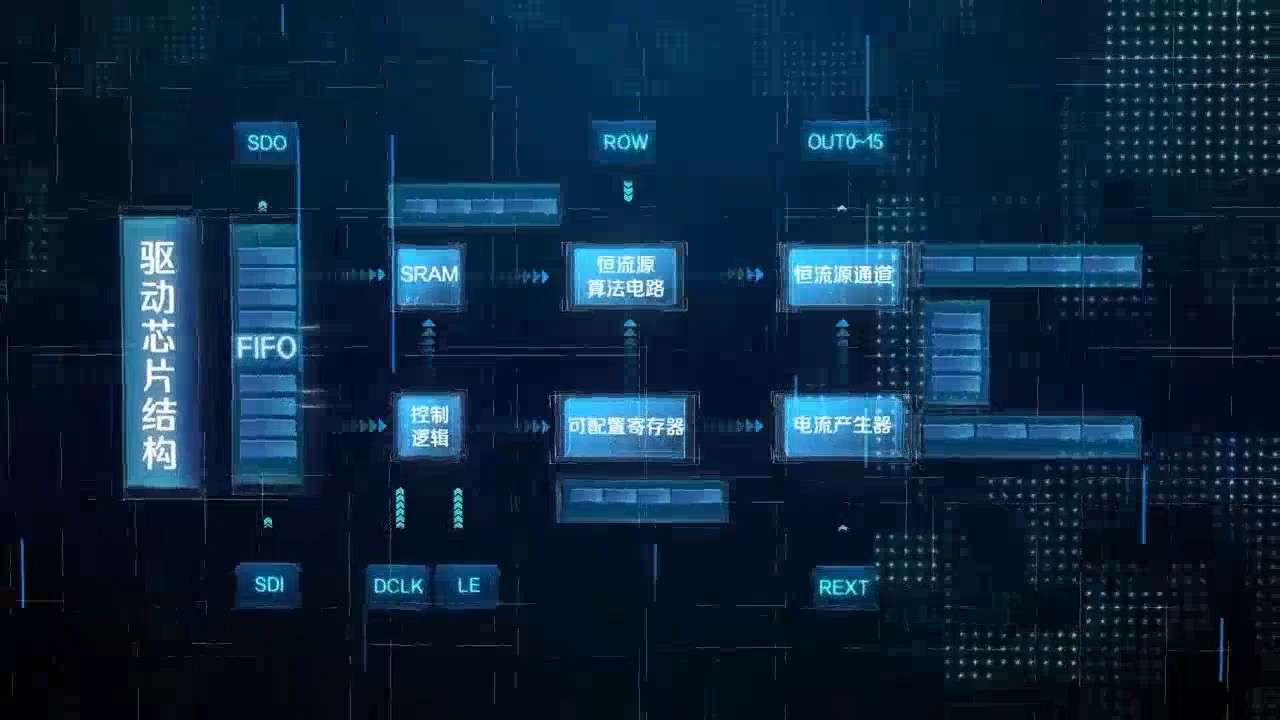 SDO
ROW
OUT0~15
驱动芯片结构
FIFO
SRAM
恒流源
算法电路
恒流源通道
控制
逻辑
可配置寄存器
电流产生器
SDI
DCLK
LE
REXT